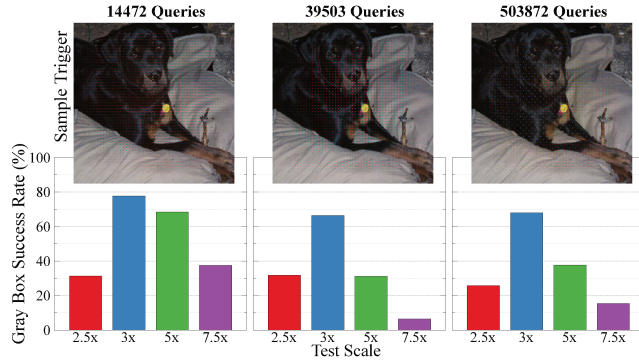 14472 Queries
39503 Queries
503872 Queries
Sample Trigger
Gray Box Success Rate (%)
100
80
60
40
20
0
2.5x 3x 5x 7.5x
2.5x 3x 5x 7.5x
2.5x 3x 5x 7.5x
Test Scale